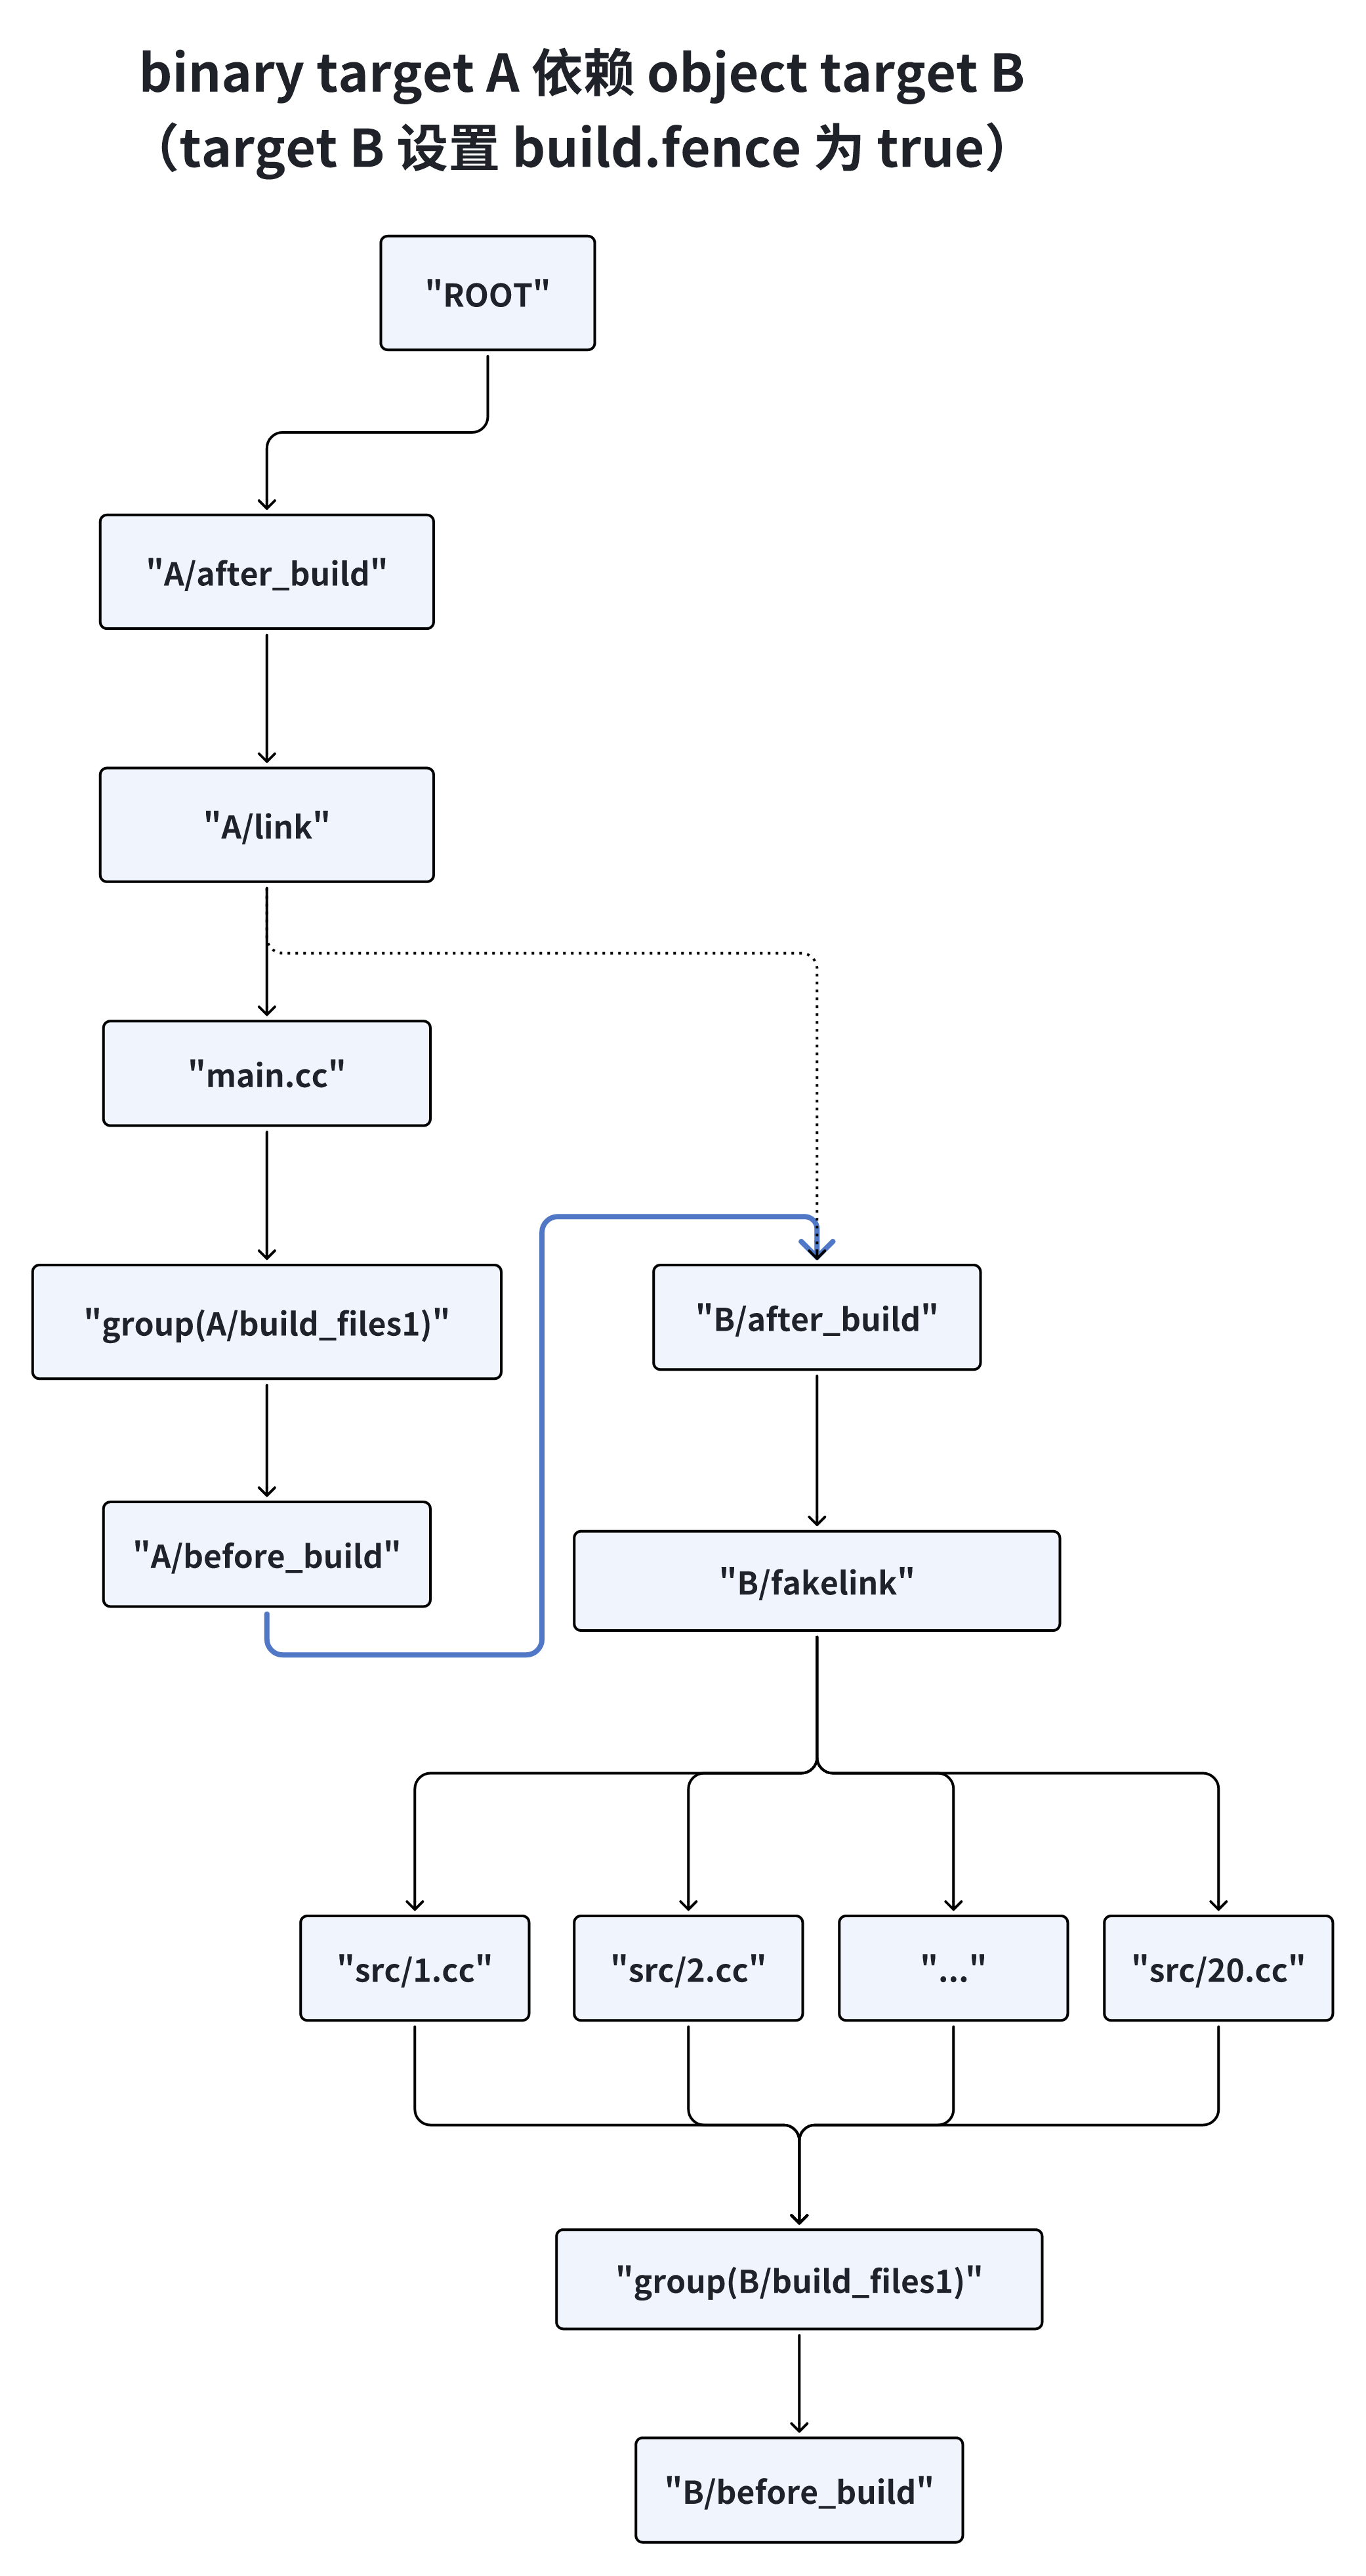 binary target A 依赖 object target B
（target B 设置 build.fence 为 true）
"ROOT"
"A/after_build"
"A/link"
"main.cc"
"group(A/build_files1)"
"B/after_build"
"A/before_build"
"B/fakelink"
"src/1.cc"
"src/2.cc"
"..."
"src/20.cc"
"group(B/build_files1)"
"B/before_build"